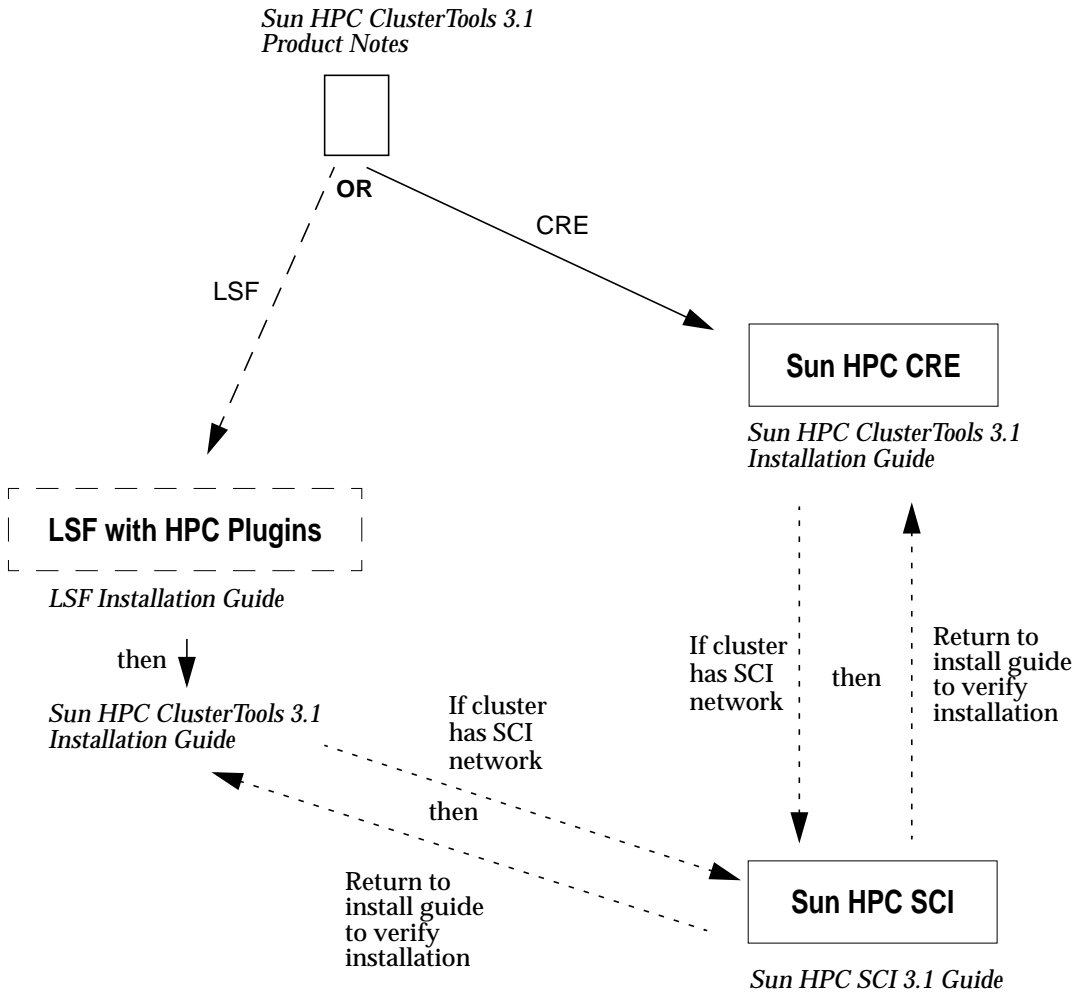 Sun HPC ClusterTools 3.1
Product Notes
OR
CRE
LSF
Sun HPC CRE
Sun HPC ClusterTools 3.1
Installation Guide
LSF with HPC Plugins
LSF Installation Guide
then
Sun HPC ClusterTools 3.1
Installation Guide
If cluster
has SCI
network
then
Return to
install guide
to verify
installation
If cluster
has SCI
network
then
Return to
install guide
to verify
installation
Sun HPC SCI
Sun HPC SCI 3.1 Guide